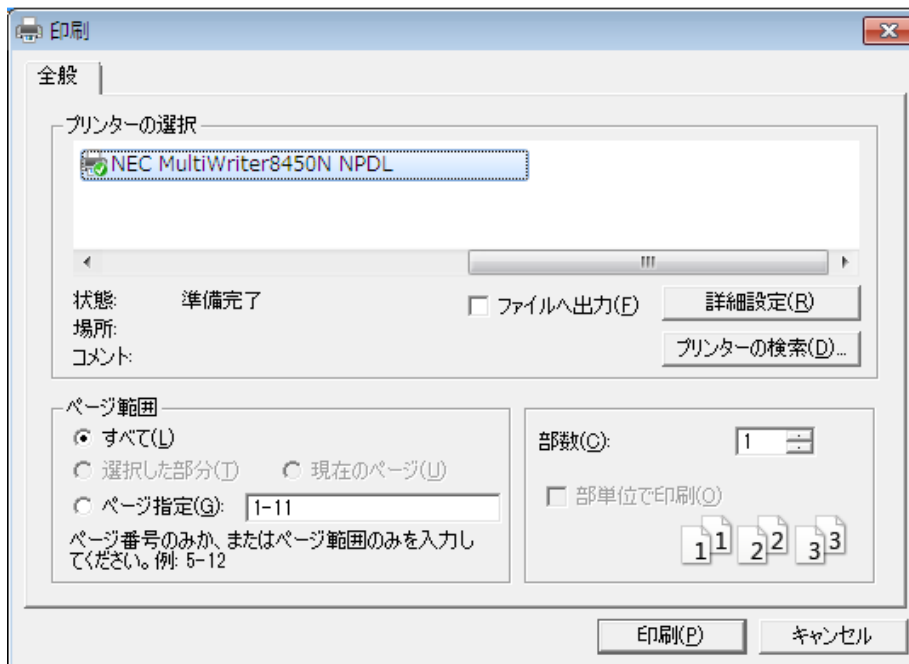 印刷
全般
プリンターの選択
NEC MultiWriter8450N NPDL
状態: 準備完了
場所:
コメント:
ファイルへ出力(F)
詳細設定(R)
プリンターの検索(D)...
ページ範囲
すべて(L)
選択した部分(T) 現在のページ(U)
ページ指定(G): 1-11
ページ番号のみか、またはページ範囲のみを入力し
てください。例: 5-12
部数(C): 1
部単位で印刷(O)
1 1 2 2 3 3
印刷(P) キャンセル